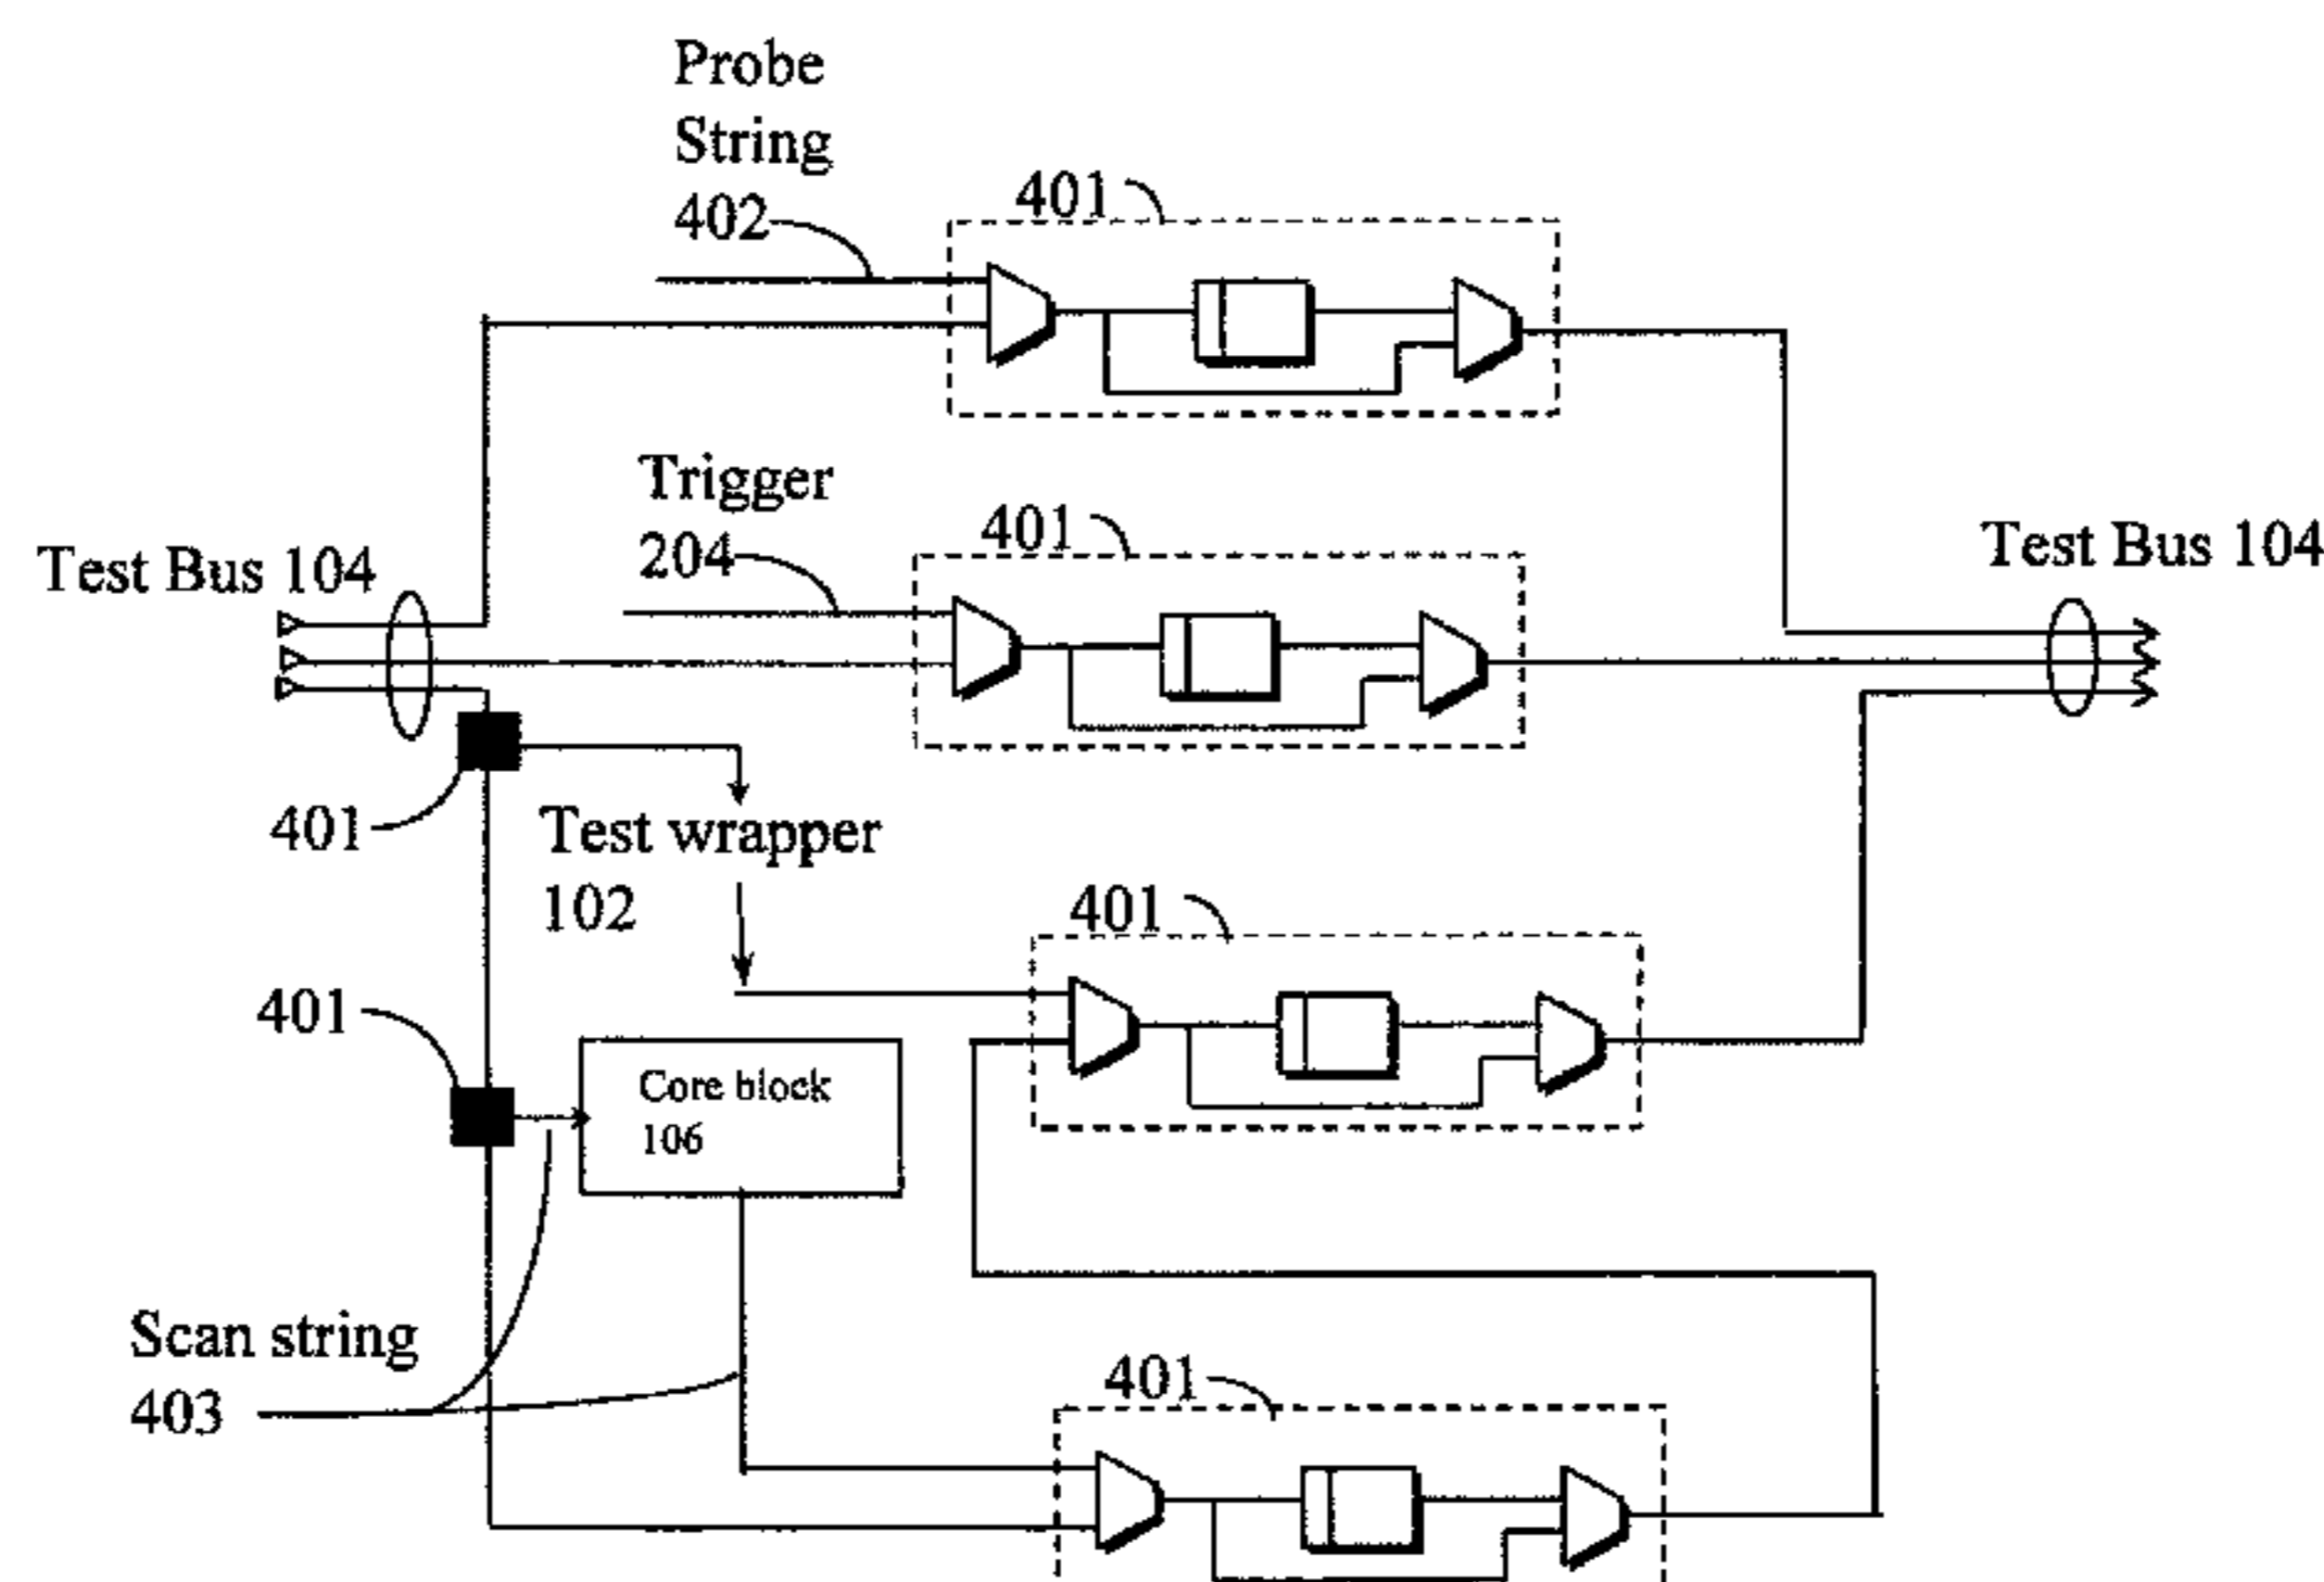 Probe
String
402
401
Trigger
204
401
Test Bus 104
Test Bus 104
401
Test wrapper
102
401
401
Core block
106
Scan string
403
401